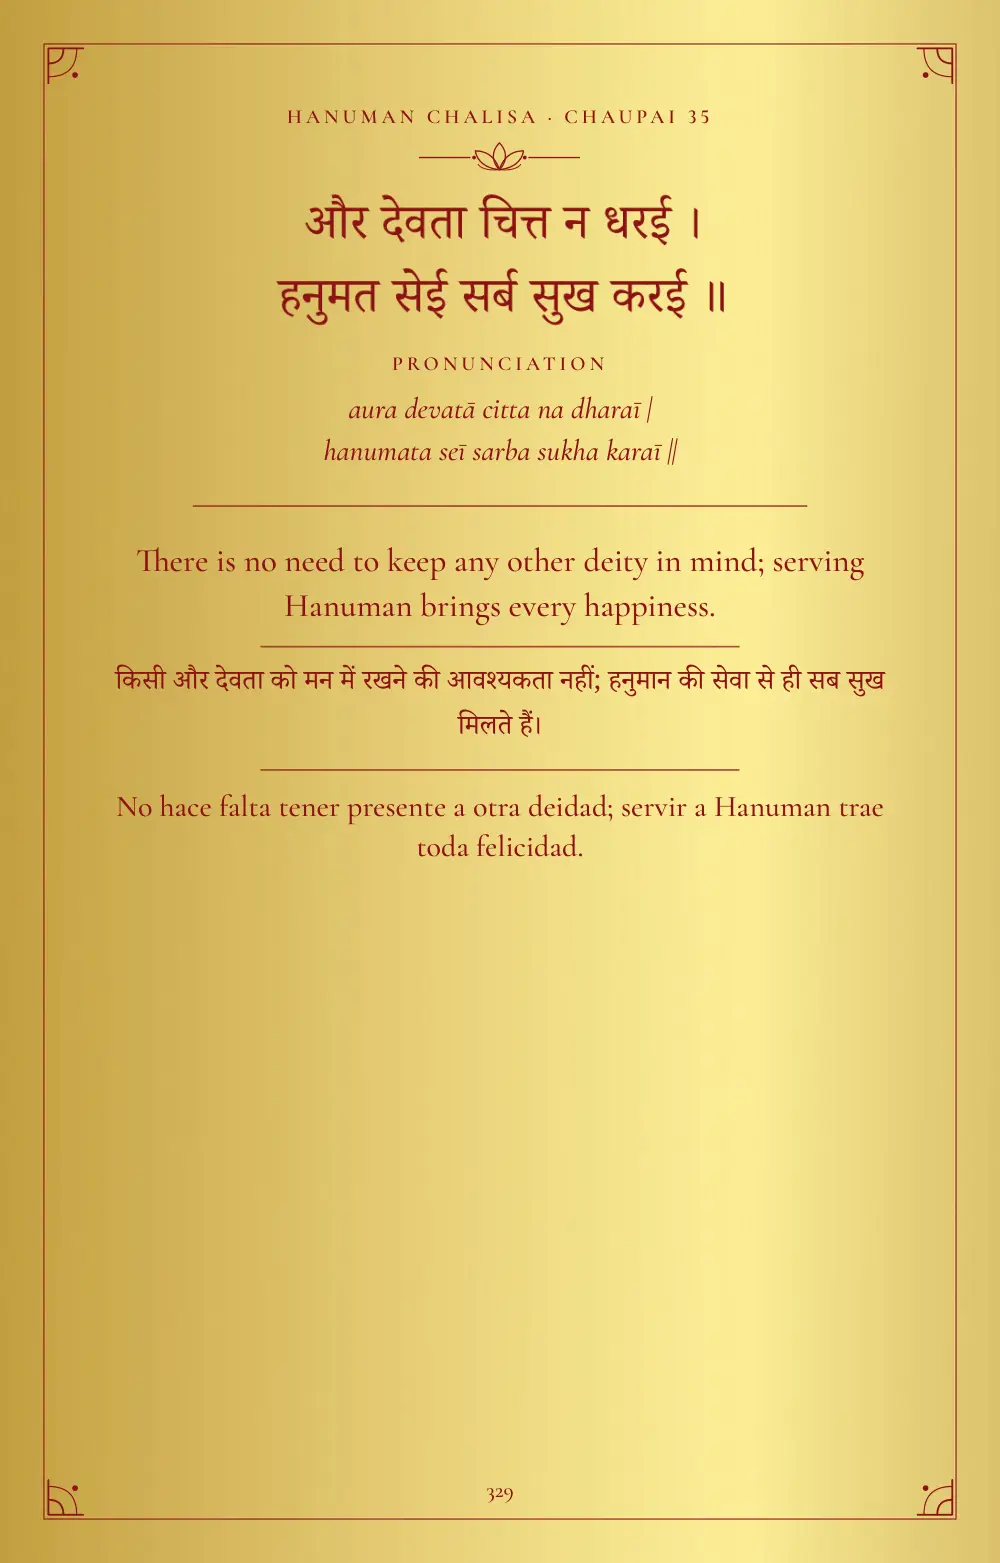 HANUMAN CHALISA · CHAUPAI 35
और देवता चित्त न धरई ।
हनुमत सेई सर्ब सुख करई ॥
PRONUNCIATION
aura devatā citta na dharaī |
hanumata seī sarba sukha karaī ||
There is no need to keep any other deity in mind; serving
Hanuman brings every happiness.
किसी और देवता को मन में रखने की आवश्यकता नहीं; हनुमान की सेवा से ही सब सुख
मिलते हैं।
No hace falta tener presente a otra deidad; servir a Hanuman trae
toda felicidad.
329